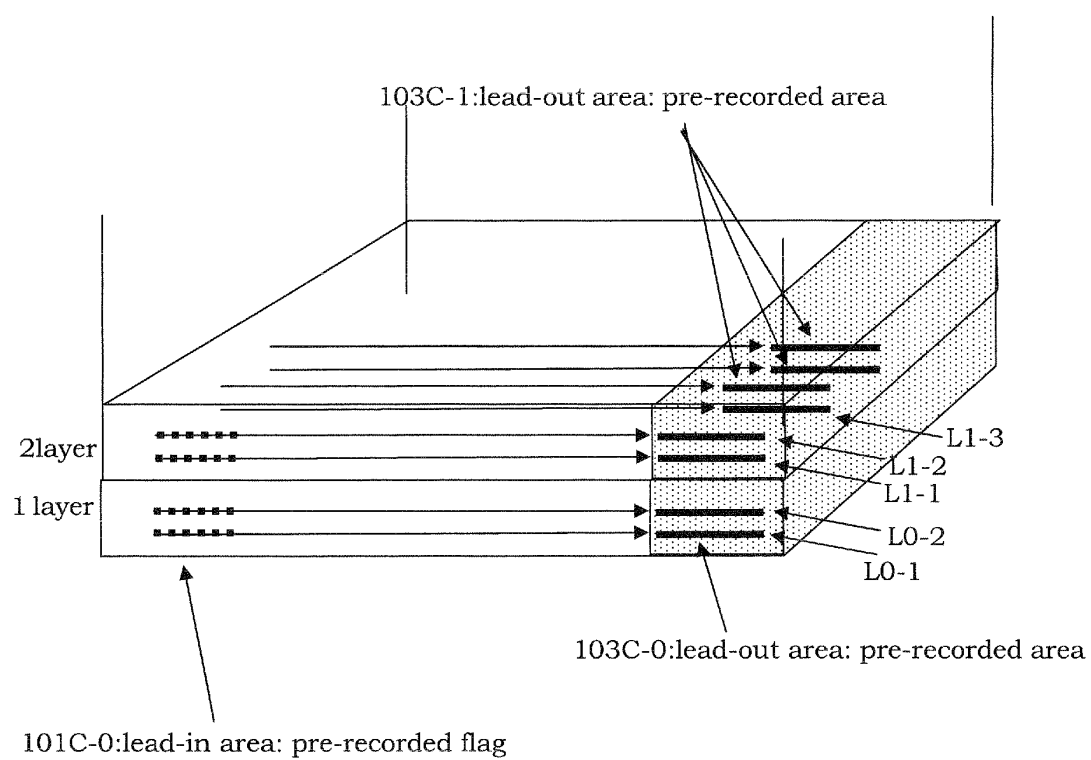 103C-1:lead-out area: pre-recorded area
2layer
1 layer
L1-3
L1-2
L1-1
L0-2
L0-1
103C-0:lead-out area: pre-recorded area
101C-0:lead-in area: pre-recorded flag